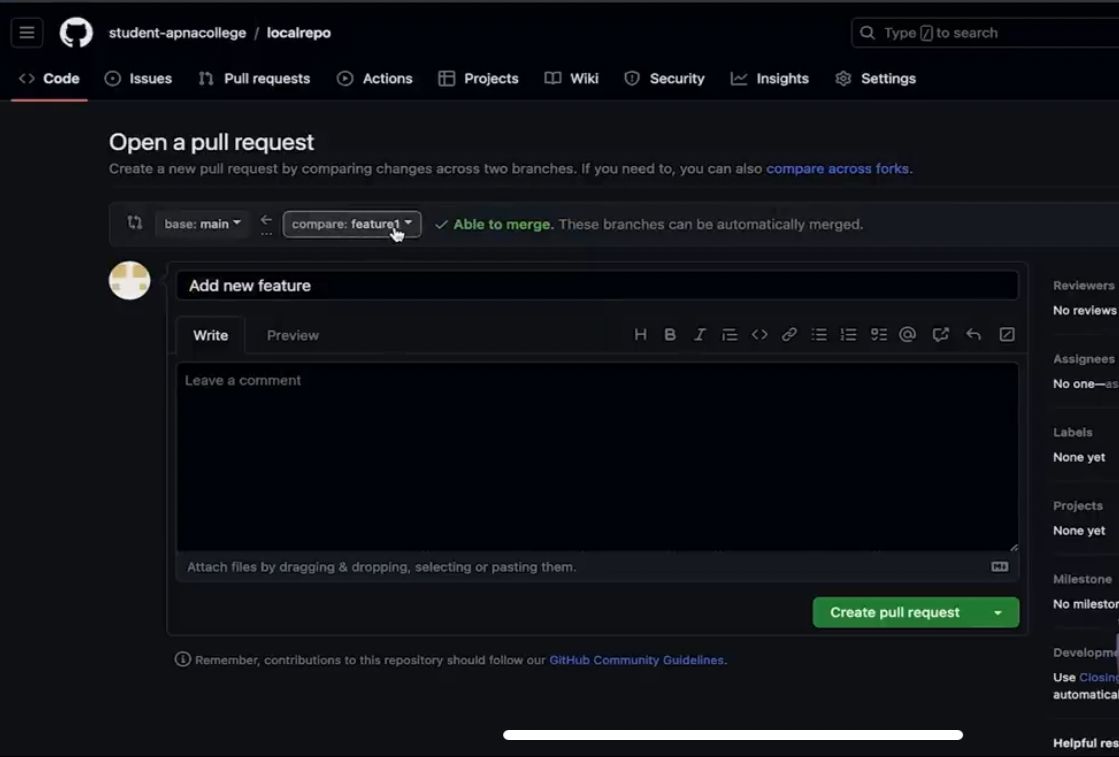 student-apnacollege / localrepo
Type / to search
Code Issues Pull requests Actions Projects Wiki Security Insights Settings
Open a pull request
Create a new pull request by comparing changes across two branches. If you need to, you can also compare across forks.
base: main compare: feature1 Able to merge. These branches can be automatically merged.
Add new feature
Write Preview
Leave a comment
Attach files by dragging & dropping, selecting or pasting them.
Create pull request
Remember, contributions to this repository should follow our GitHub Community Guidelines.
Reviewers
No reviews
Assignees
No one—as
Labels
None yet
Projects
None yet
Milestone
No mileston
Developme
Use Closing
automatical
Helpful res